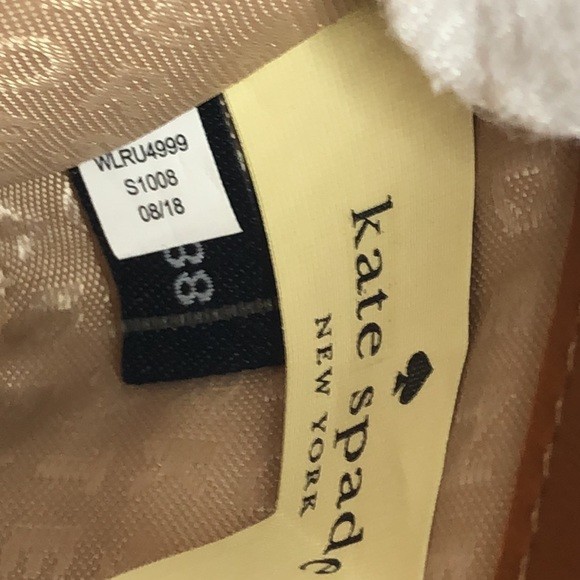 WLRU4999
S1008
08/18
38
kate spade
NEW YORK